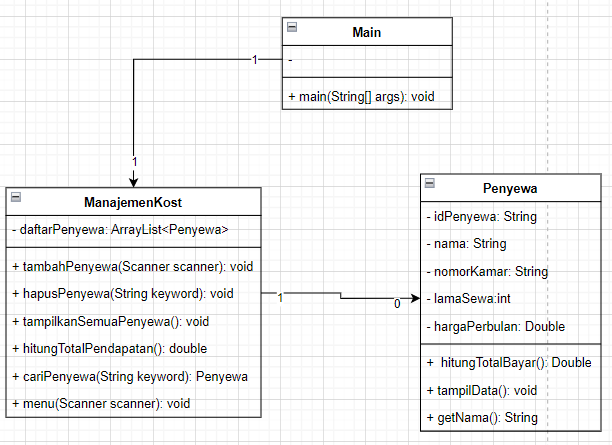 Main
-
+ main(String[] args): void
1
1
ManajemenKost
- daftarPenyewa: ArrayList<Penyewa>
+ tambahPenyewa(Scanner scanner): void
+ hapusPenyewa(String keyword): void
+ tampilkanSemuaPenyewa(): void
+ hitungTotalPendapatan(): double
+ cariPenyewa(String keyword): Penyewa
+ menu(Scanner scanner): void
1
0
Penyewa
- idPenyewa: String
- nama: String
- nomorKamar: String
- lamaSewa:int
- hargaPerbulan: Double
+ hitungTotalBayar(): Double
+ tampilData(): void
+ getNama(): String